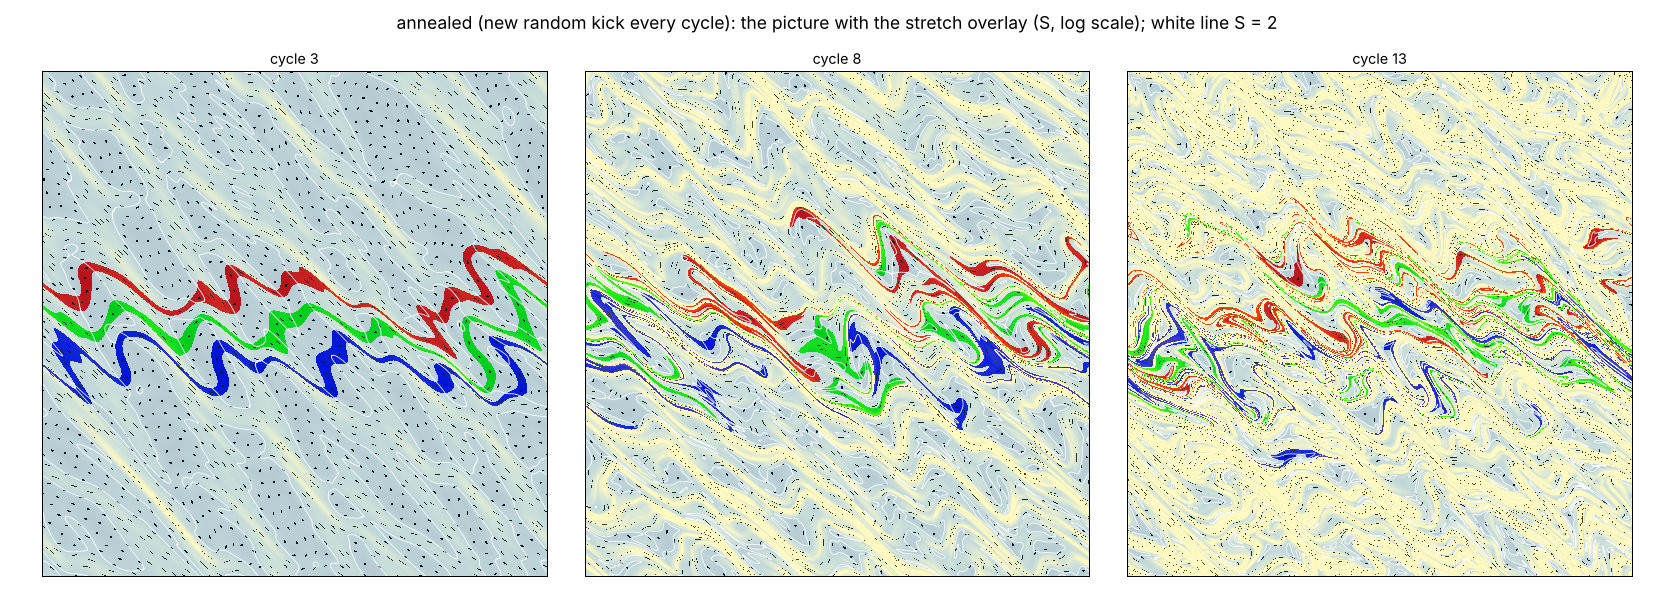 annealed (new random kick every cycle): the picture with the stretch overlay (S, log scale); white line S = 2
cycle 3
cycle 8
cycle 13